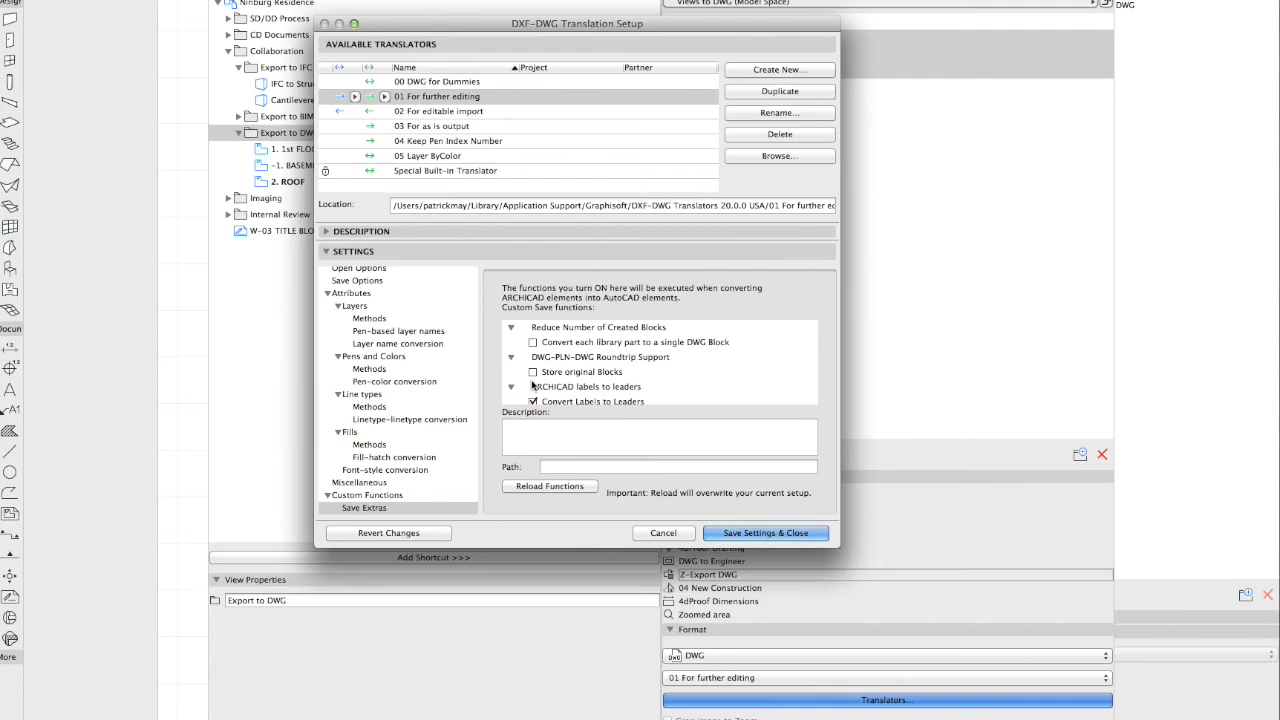 Design
Ninburg Residence
SD/DD Process
CD Documents
Collaboration
Export to IFC
IFC to Stru
Cantilevere
Export to BIM
Export to DW
1. 1st FLO
-1. BASEM
2. ROOF
Imaging
Internal Review
W-03 TITLE BLO
Docun
More
Views to DWG (Model Space)
DWG
DXF-DWG Translation Setup
AVAILABLE TRANSLATORS
Name Project Partner
00 DWG for Dummies
01 For further editing
02 For editable import
03 For as is output
04 Keep Pen Index Number
05 Layer ByColor
Special Built-in Translator
Create New...
Duplicate
Rename...
Delete
Browse...
Location: /Users/patrickmay/Library/Application Support/Graphisoft/DXF-DWG Translators 20.0.0 USA/01 For further ed
DESCRIPTION
SETTINGS
Open Options
Save Options
Attributes
Layers
Methods
Pen-based layer names
Layer name conversion
Pens and Colors
Methods
Pen-color conversion
Line types
Methods
Linetype-linetype conversion
Fills
Methods
Fill-hatch conversion
Font-style conversion
Miscellaneous
Custom Functions
Save Extras
The functions you turn ON here will be executed when converting
ARCHICAD elements into AutoCAD elements.
Custom Save functions:
Reduce Number of Created Blocks
Convert each library part to a single DWG Block
DWG-PLN-DWG Roundtrip Support
Store original Blocks
ARCHICAD labels to leaders
Convert Labels to Leaders
Description:
Path:
Reload Functions
Important: Reload will overwrite your current setup.
Revert Changes
Cancel
Save Settings & Close
Add Shortcut >>>
View Properties
Export to DWG
4dProof Drafting
DWG to Engineer
Z-Export DWG
04 New Construction
4dProof Dimensions
Zoomed area
Format
DWG
01 For further editing
Translators...